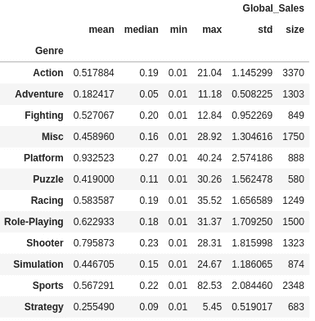 Global_Sales
mean median min max std size
Genre
Action 0.517884 0.19 0.01 21.04 1.145299 3370
Adventure 0.182417 0.05 0.01 11.18 0.508225 1303
Fighting 0.527067 0.20 0.01 12.84 0.952269 849
Misc 0.458960 0.16 0.01 28.92 1.304616 1750
Platform 0.932523 0.27 0.01 40.24 2.574186 888
Puzzle 0.419000 0.11 0.01 30.26 1.562478 580
Racing 0.583587 0.19 0.01 35.52 1.656589 1249
Role-Playing 0.622933 0.18 0.01 31.37 1.709250 1500
Shooter 0.795873 0.23 0.01 28.31 1.815998 1323
Simulation 0.446705 0.15 0.01 24.67 1.186065 874
Sports 0.567291 0.22 0.01 82.53 2.084460 2348
Strategy 0.255490 0.09 0.01 5.45 0.519017 683